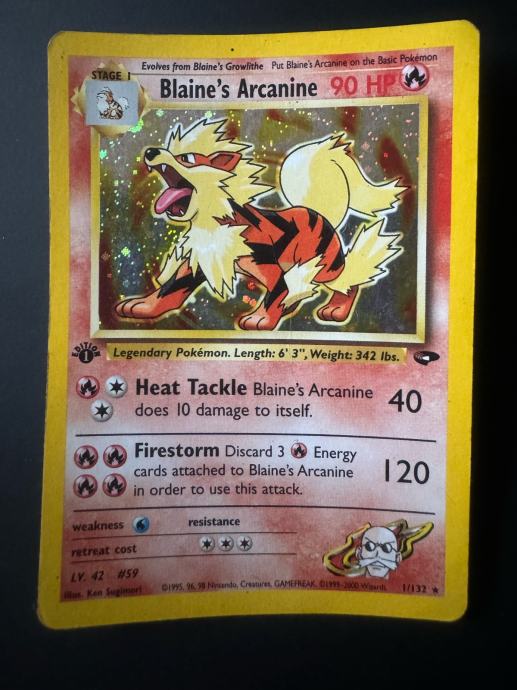 Evolves from Blaine's Growlithe Put Blaine's Arcanine on the Basic Pokémon
STAGE 1
Blaine's Arcanine 90 HP
EDITION
1
Legendary Pokémon. Length: 6' 3", Weight: 342 lbs.
Heat Tackle Blaine's Arcanine
does 10 damage to itself.
40
Firestorm Discard 3 Energy
cards attached to Blaine's Arcanine
in order to use this attack.
120
weakness
resistance
retreat cost
LV. 42 #59
Illus. Ken Sugimori
©1995, 96, 98 Nintendo, Creatures, GAMEFREAK. ©1999-2000 Wizards.
1/132 ★